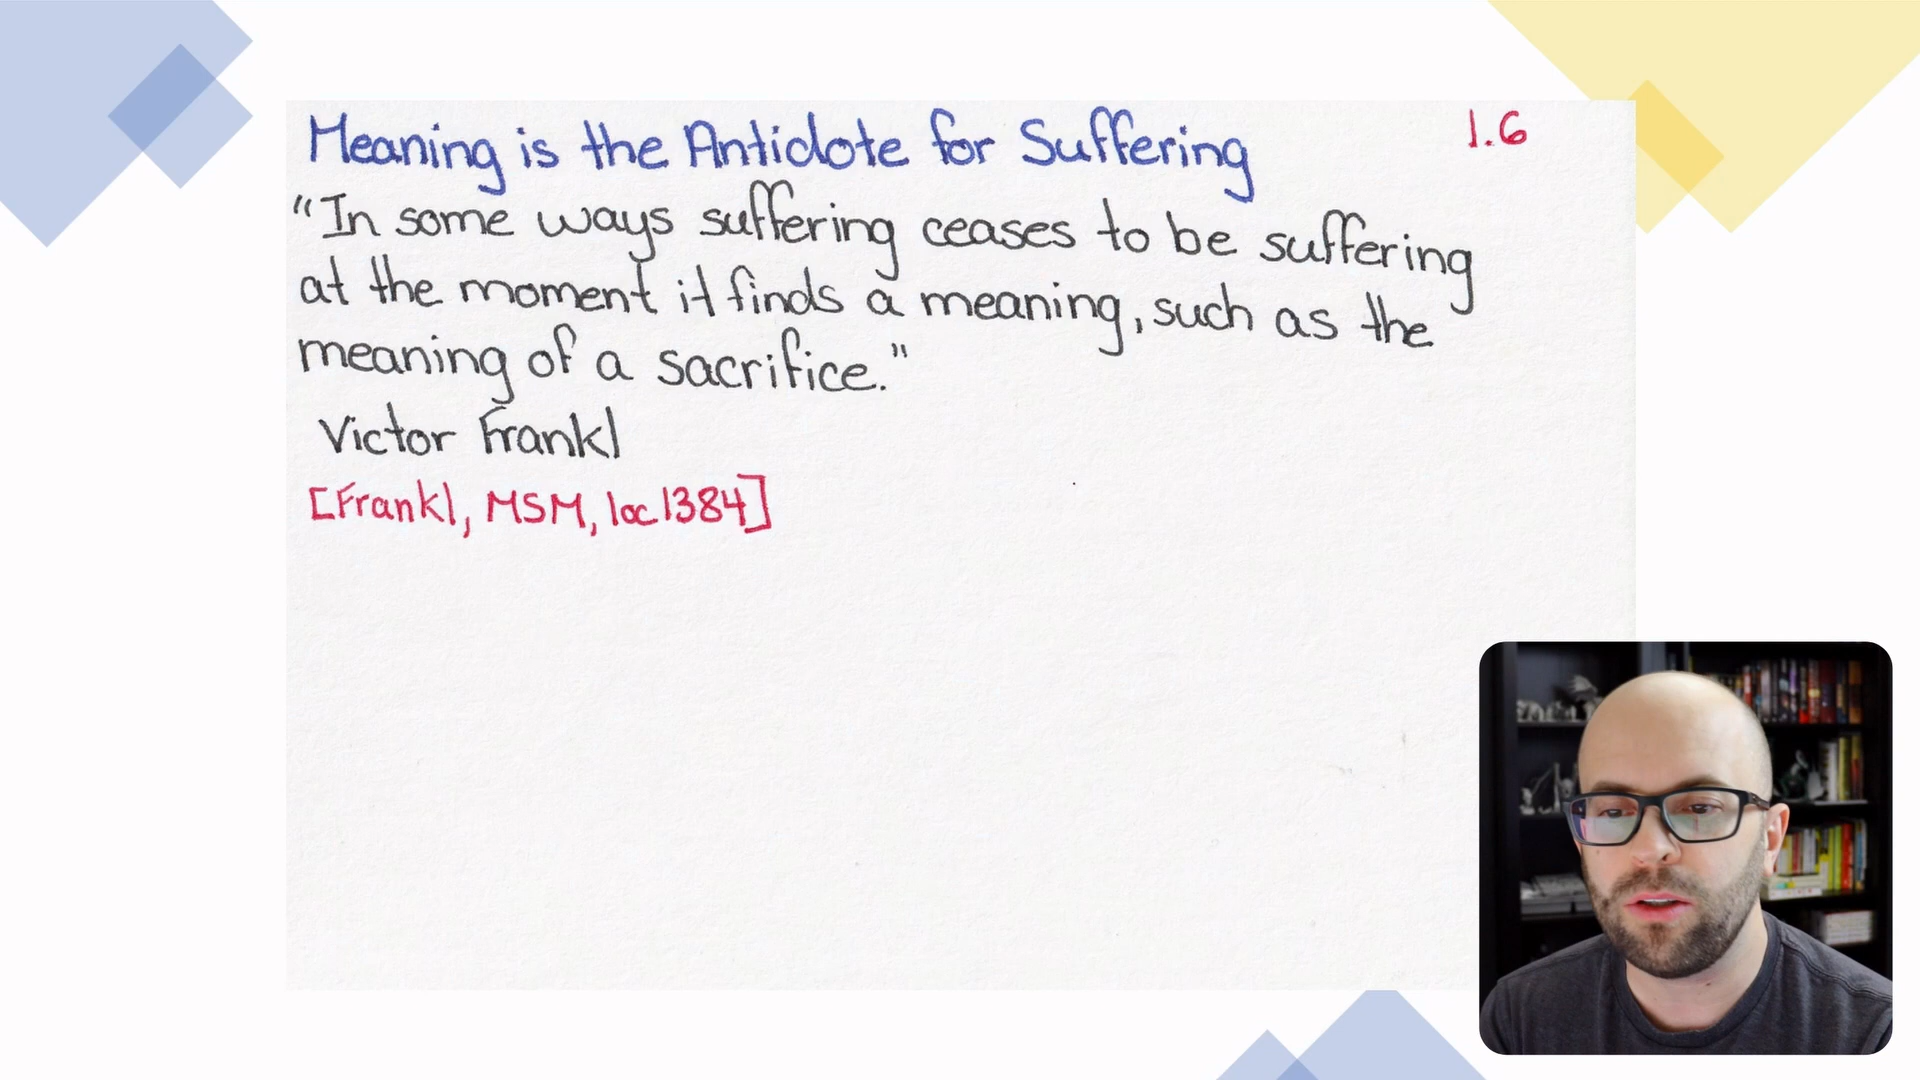 Meaning is the Antidote for Suffering
1.6
"In some ways suffering ceases to be suffering
at the moment it finds a meaning, such as the
meaning of a sacrifice."
Victor Frankl
[Frankl, MSM, loc 1384]